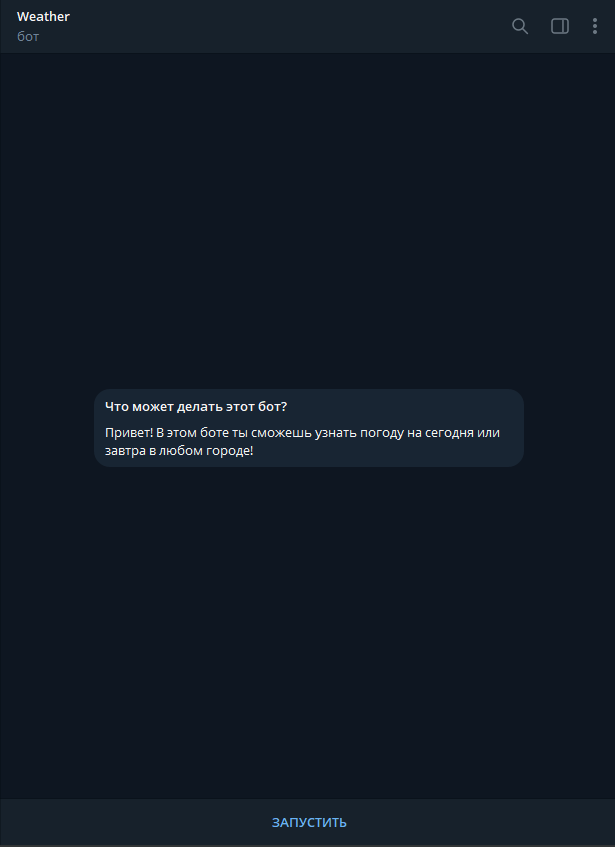 Weather
бот
Что может делать этот бот?
Привет! В этом боте ты сможешь узнать погоду на сегодня или
завтра в любом городе!
ЗАПУСТИТЬ